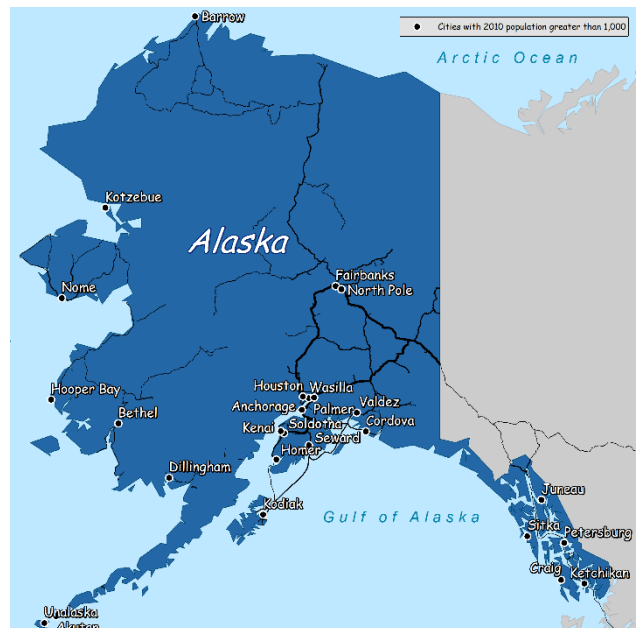 Barrow
Cities with 2010 population greater than 1,000
Arctic Ocean
Kotzebue
Alaska
Fairbanks
North Pole
Nome
Hooper Bay
Houston Wasilla
Anchorage Palmer Valdez
Bethel
Kenai Soldotna Cordova
Seward
Homer
Dillingham
Kodiak
Gulf of Alaska
Juneau
Sitka
Petersburg
Craig Ketchikan
Unalaska
Akutan